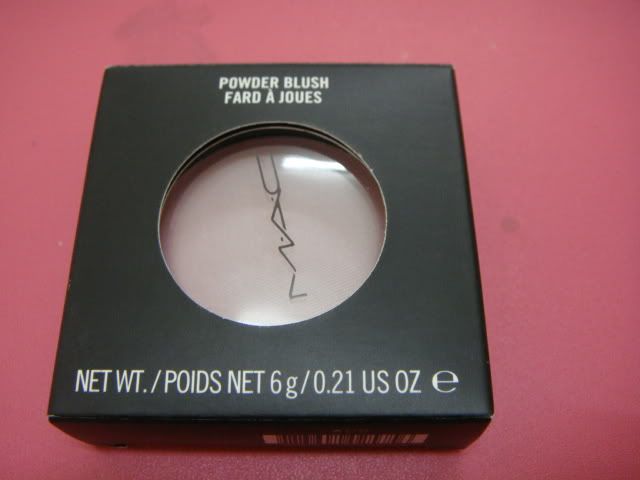 POWDER BLUSH
FARD À JOUES
M·A·C
NET WT./POIDS NET 6 g/0.21 US OZ ℮